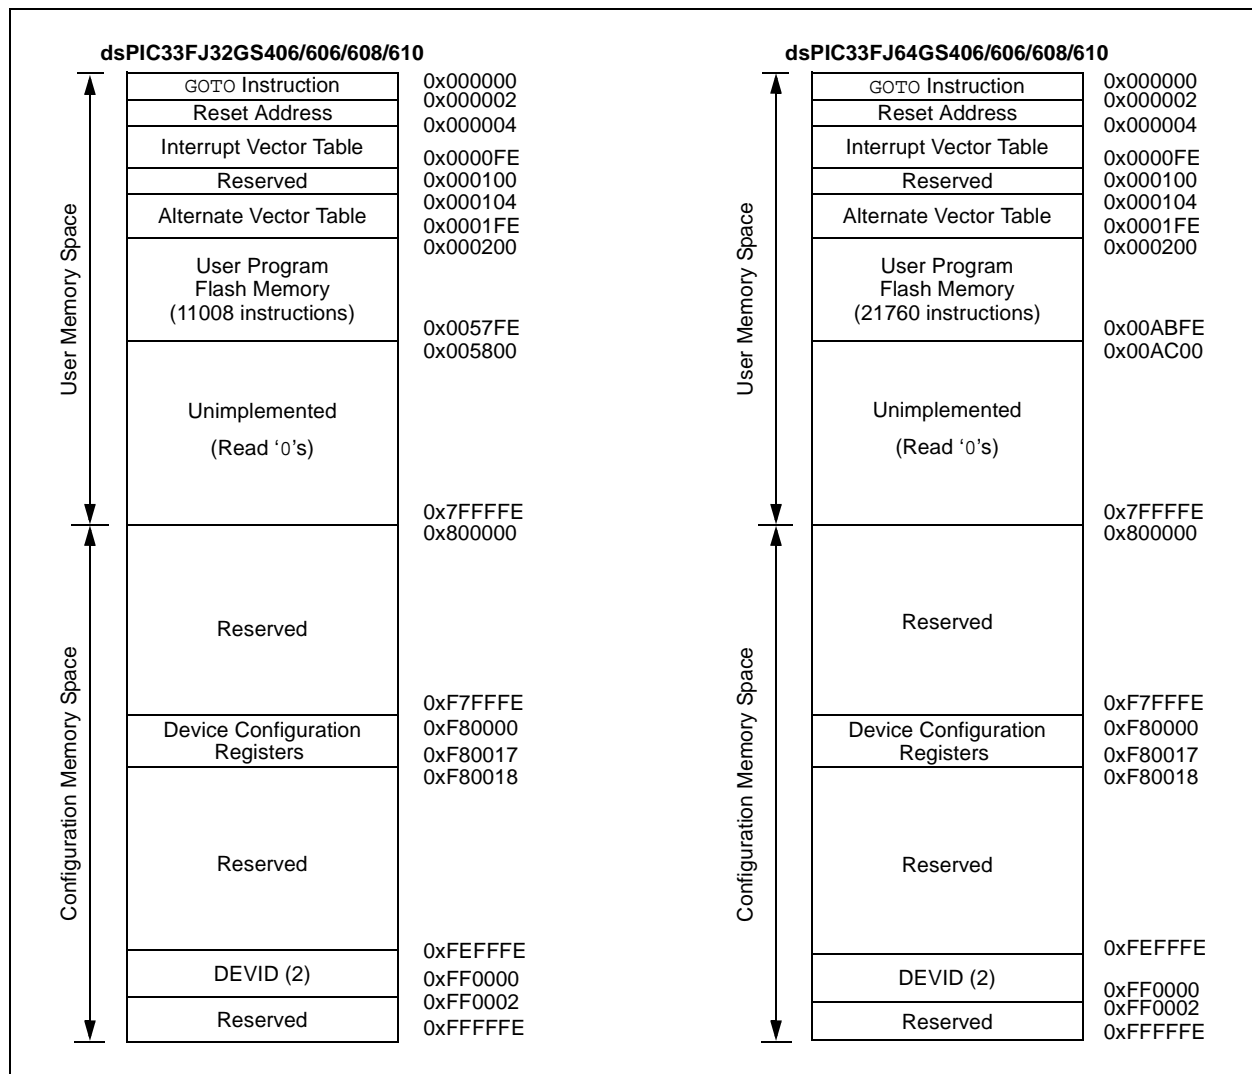 dsPIC33FJ32GS406/606/608/610
User Memory Space
GOTO Instruction
0x000000
0x000002
Reset Address
0x000004
Interrupt Vector Table
0x0000FE
Reserved
0x000100
0x000104
Alternate Vector Table
0x0001FE
0x000200
User Program
Flash Memory
(11008 instructions)
0x0057FE
0x005800
Unimplemented
(Read ‘0’s)
0x7FFFFE
Configuration Memory Space
0x800000
Reserved
0xF7FFFE
Device Configuration
Registers
0xF80000
0xF80017
0xF80018
Reserved
0xFEFFFE
DEVID (2)
0xFF0000
0xFF0002
Reserved
0xFFFFFE
dsPIC33FJ64GS406/606/608/610
User Memory Space
GOTO Instruction
0x000000
0x000002
Reset Address
0x000004
Interrupt Vector Table
0x0000FE
Reserved
0x000100
0x000104
Alternate Vector Table
0x0001FE
0x000200
User Program
Flash Memory
(21760 instructions)
0x00ABFE
0x00AC00
Unimplemented
(Read ‘0’s)
0x7FFFFE
Configuration Memory Space
0x800000
Reserved
0xF7FFFE
Device Configuration
Registers
0xF80000
0xF80017
0xF80018
Reserved
0xFEFFFE
DEVID (2)
0xFF0000
0xFF0002
Reserved
0xFFFFFE